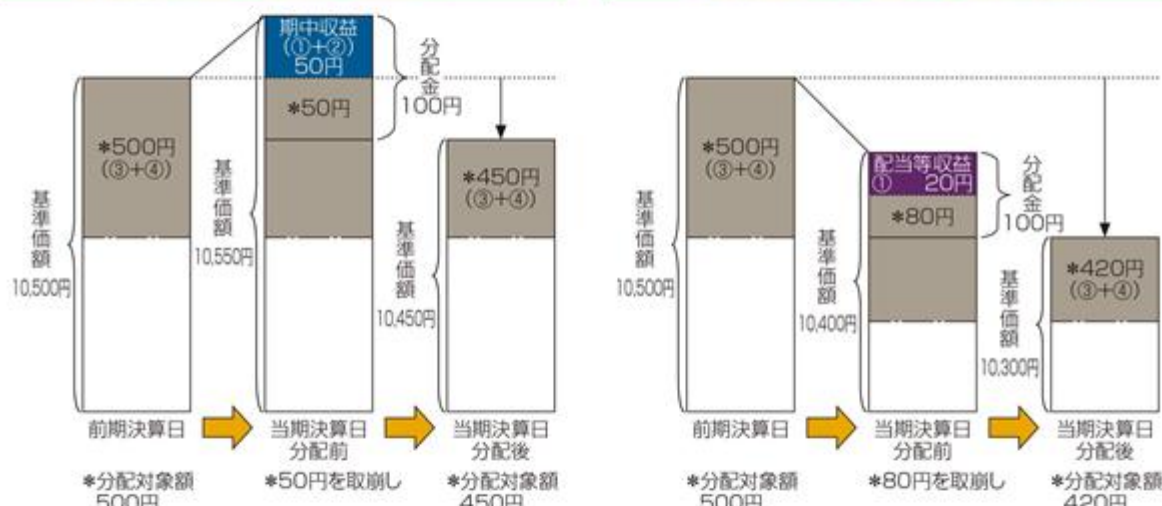 期中収益
(①+②)
50円
*50円
分配金
100円
*500円
(③+④)
*450円
(③+④)
基準価額
10,500円
基準価額
10,550円
基準価額
10,450円
前期決算日
当期決算日
分配前
当期決算日
分配後
*分配対象額
500円
*50円を取崩し
*分配対象額
450円
*500円
(③+④)
配当等収益
① 20円
*80円
分配金
100円
*420円
(③+④)
基準価額
10,500円
基準価額
10,400円
基準価額
10,300円
前期決算日
当期決算日
分配前
当期決算日
分配後
*分配対象額
500円
*80円を取崩し
*分配対象額
420円